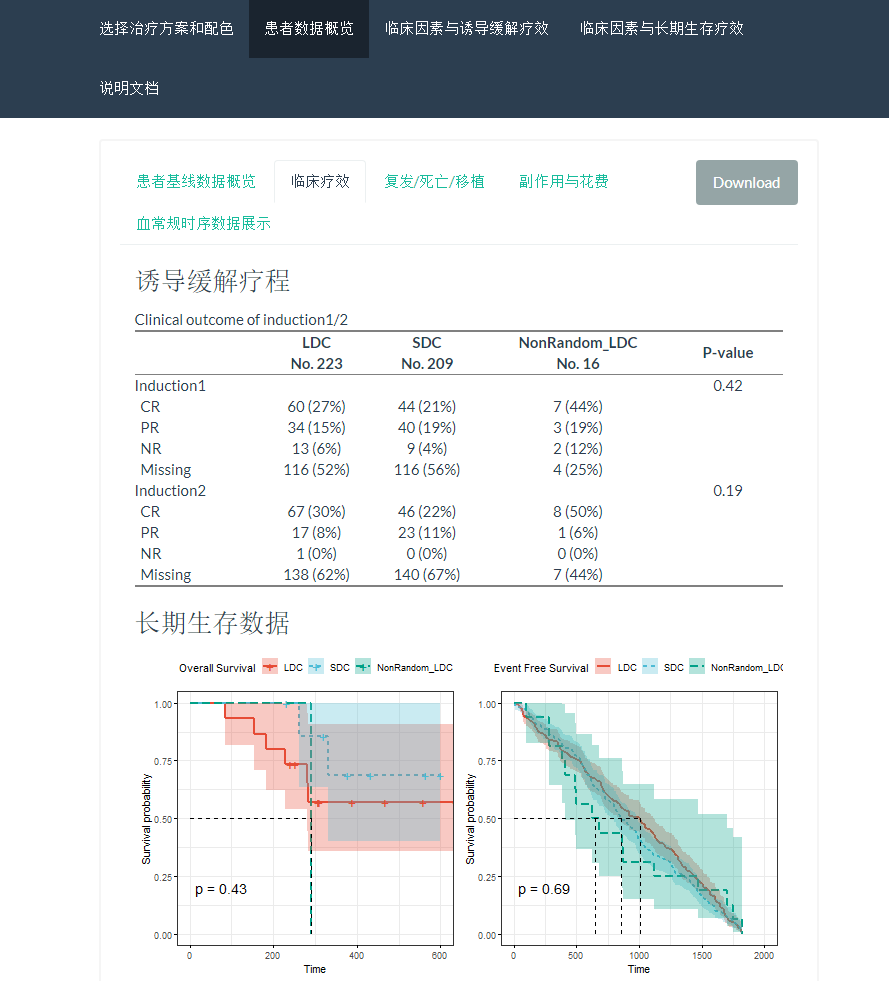 选择治疗方案和配色 患者数据概览 临床因素与诱导缓解疗效 临床因素与长期生存疗效
说明文档
患者基线数据概览 临床疗效 复发/死亡/移植 副作用与花费 Download
血常规时序数据展示
诱导缓解疗程
Clinical outcome of induction1/2
LDC SDC NonRandom_LDC P-value
No. 223 No. 209 No. 16
Induction1 0.42
CR 60 (27%) 44 (21%) 7 (44%)
PR 34 (15%) 40 (19%) 3 (19%)
NR 13 (6%) 9 (4%) 2 (12%)
Missing 116 (52%) 116 (56%) 4 (25%)
Induction2 0.19
CR 67 (30%) 46 (22%) 8 (50%)
PR 17 (8%) 23 (11%) 1 (6%)
NR 1 (0%) 0 (0%) 0 (0%)
Missing 138 (62%) 140 (67%) 7 (44%)
长期生存数据
Overall Survival LDC SDC NonRandom_LDC
Survival probability
1.00
0.75
0.50
0.25
0.00
p = 0.43
0 200 400 600
Time
Event Free Survival LDC SDC NonRandom_LDC
Survival probability
1.00
0.75
0.50
0.25
0.00
p = 0.69
0 500 1000 1500 2000
Time